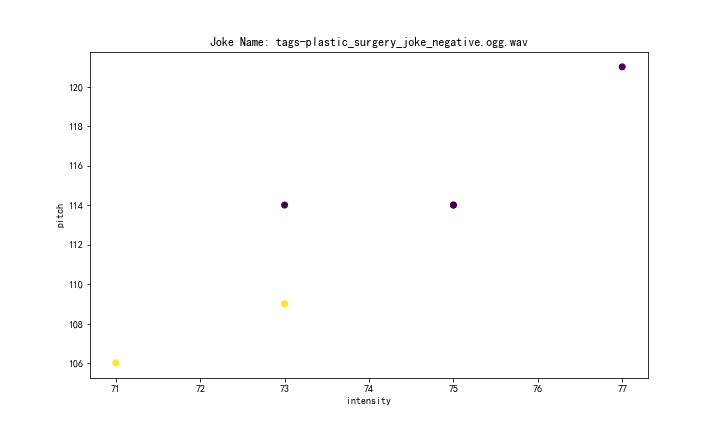 Joke Name: tags-plastic_surgery_joke_negative.ogg.wav
pitch
120
118
116
114
112
110
108
106
71 72 73 74 75 76 77
intensity